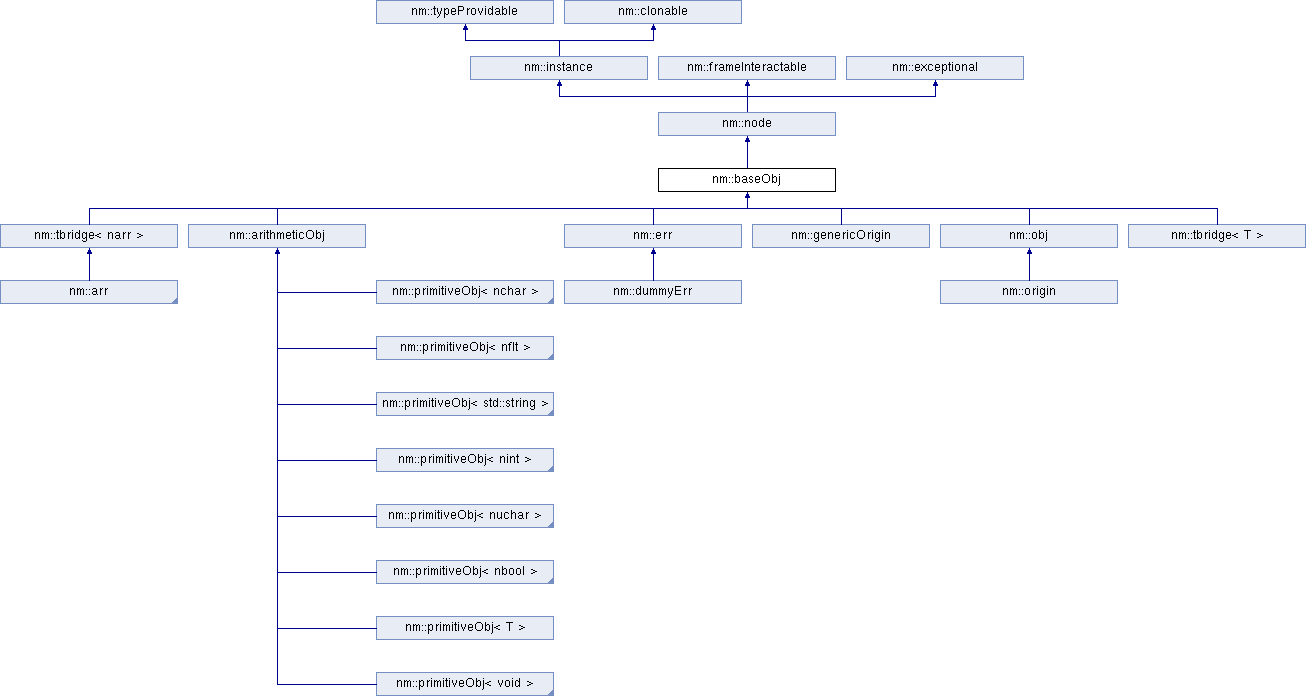 nm::typeProvidable
nm::clonable
nm::instance
nm::frameInteractable
nm::exceptional
nm::node
nm::baseObj
nm::tbridge< narr >
nm::arithmeticObj
nm::err
nm::genericOrigin
nm::obj
nm::tbridge< T >
nm::arr
nm::primitiveObj< nchar >
nm::dummyErr
nm::origin
nm::primitiveObj< nflt >
nm::primitiveObj< std::string >
nm::primitiveObj< nint >
nm::primitiveObj< nuchar >
nm::primitiveObj< nbool >
nm::primitiveObj< T >
nm::primitiveObj< void >